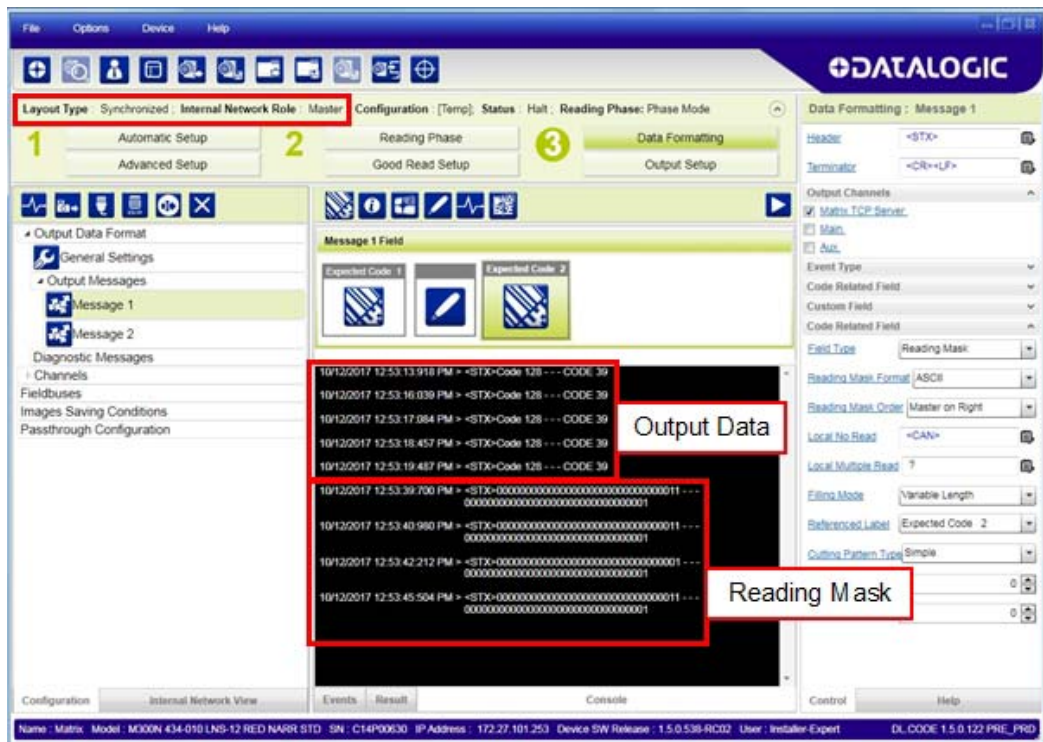 File Options Device Help
DATALOGIC
Layout Type : Synchronized ; Internal Network Role : Master Configuration : [Temp]; Status : Halt ; Reading Phase: Phase Mode
1 Automatic Setup 2 Reading Phase 3 Data Formatting
Advanced Setup Good Read Setup Output Setup
Output Data Format
General Settings
Output Messages
Message 1
Message 2
Diagnostic Messages
Channels
Fieldbuses
Images Saving Conditions
Passthrough Configuration
Message 1 Field
Expected Code 1 Expected Code 2
10/12/2017 12:53:13:918 PM > <STX>Code 128 - - - CODE 39
10/12/2017 12:53:16:039 PM > <STX>Code 128 - - - CODE 39
10/12/2017 12:53:17:084 PM > <STX>Code 128 - - - CODE 39
10/12/2017 12:53:18:457 PM > <STX>Code 128 - - - CODE 39
10/12/2017 12:53:19:487 PM > <STX>Code 128 - - - CODE 39
Output Data
10/12/2017 12:53:39:700 PM >
10/12/2017 12:53:40:960 PM >
10/12/2017 12:53:42:212 PM >
10/12/2017 12:53:45:504 PM >
Reading Mask
Data Formatting : Message 1
Header <STX>
Terminator <CR><LF>
Output Channels
Matrix TCP Server
Main
Aux
Event Type
Code Related Field
Custom Field
Code Related Field
Field Type Reading Mask
Reading Mask Format ASCII
Reading Mask Order Master on Right
Local No Read <CAN>
Local Multiple Read ?
Filling Mode Variable Length
Referenced Label Expected Code 2
Cutting Pattern Type Simple
0
0
Configuration Internal Network View Events Result Console Control Help
Name : Matrix Model : M300N 434-010 LNS-12 RED NARR STD SN : C14P00630 IP Address : 172.27.101.253 Device SW Release : 1.5.0.538-RC02 User : Installer-Expert DL.CODE 1.5.0.122 PRE_PRD